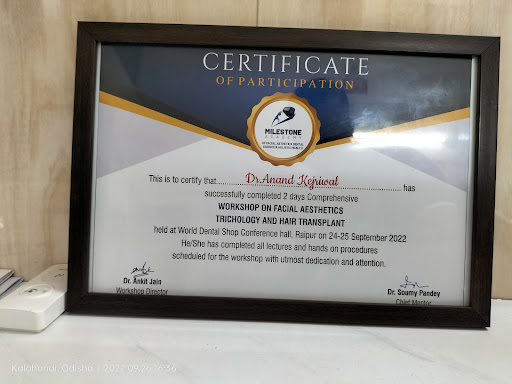 CERTIFICATE
OF PARTICIPATION
MILESTONE
ACADEMY
This is to certify that Dr.Anand Kejriwal has
successfully completed 2 days Comprehensive
WORKSHOP ON FACIAL AESTHETICS
TRICHOLOGY AND HAIR TRANSPLANT
held at World Dental Shop Conference hall, Raipur on 24-25 September 2022
He/She has completed all lectures and hands on procedures
scheduled for the workshop with utmost dedication and attention.
Dr. Ankit Jain
Workshop Director
Dr. Soumy Pandey
Chief Mentor
Kalahandi, Odisha